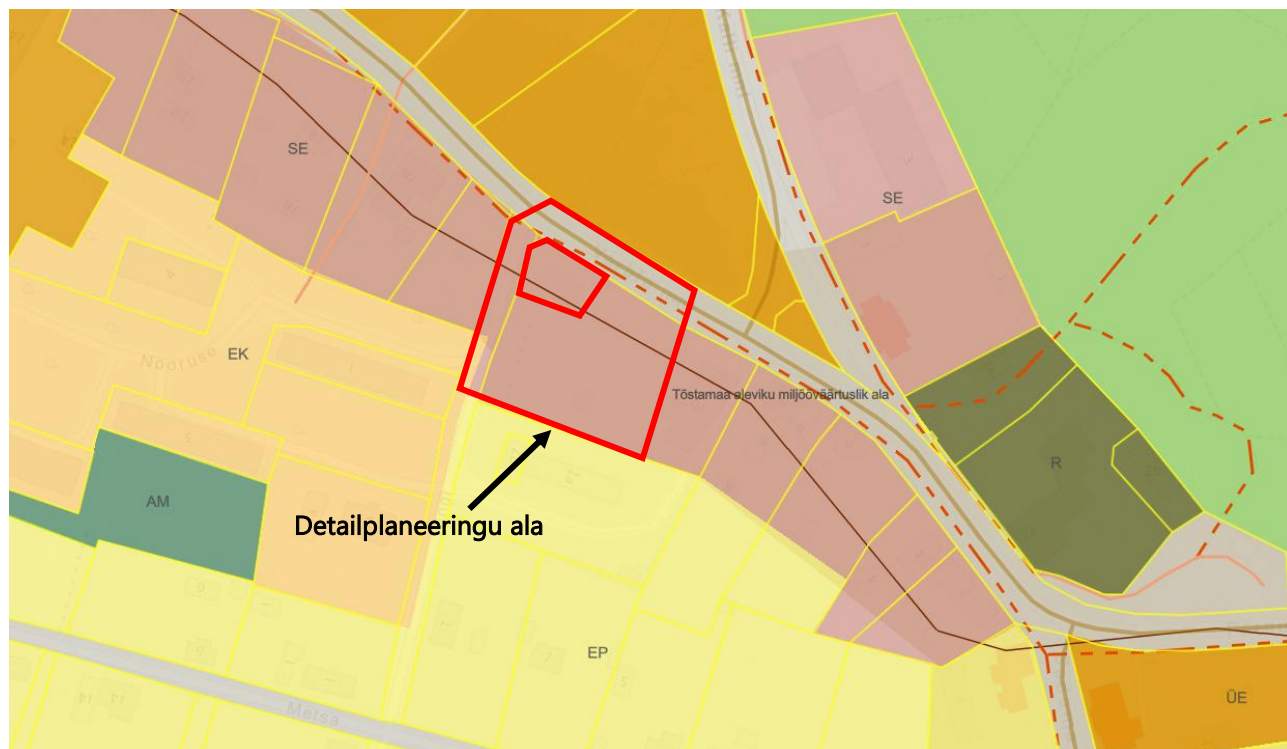 SE
SE
Nooruse
EK
Tõstamaa aleviku miljööväärtuslik ala
R
AM
Detailplaneeringu ala
EP
Metsa
ÜE